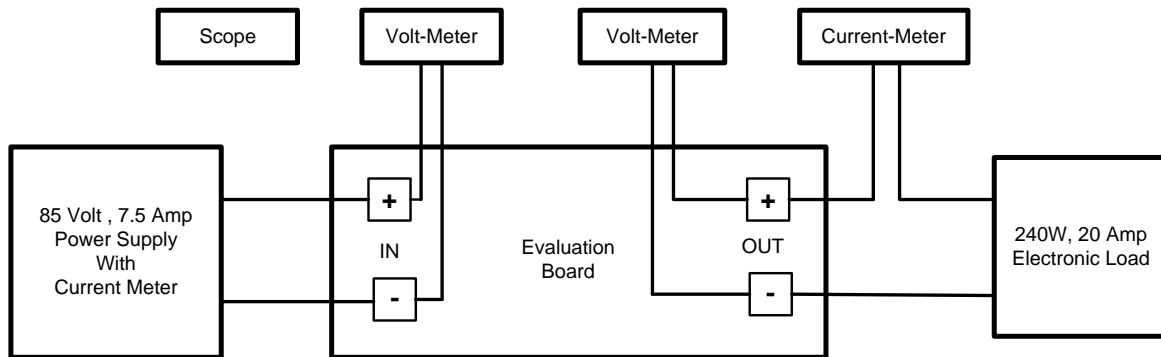 Scope
Volt-Meter
Volt-Meter
Current-Meter
85 Volt , 7.5 Amp
Power Supply
With
Current Meter
+
IN
-
Evaluation
Board
+
OUT
-
240W, 20 Amp
Electronic Load